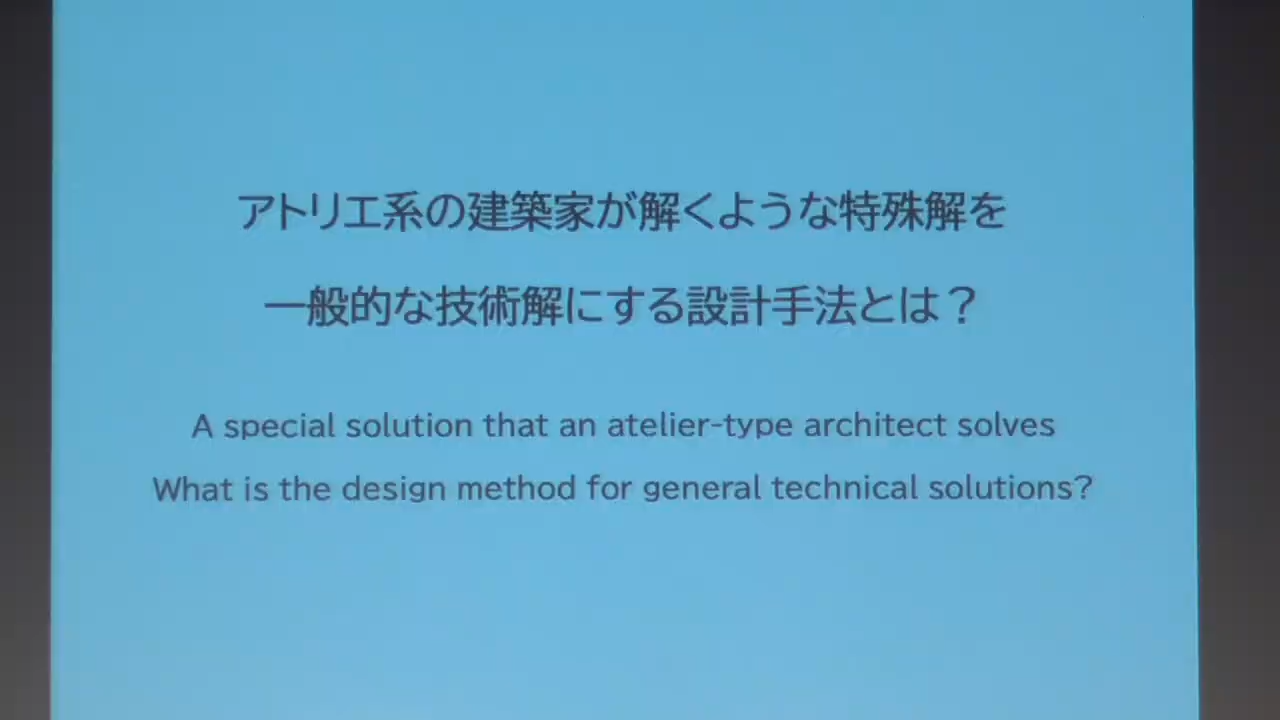 アトリエ系の建築家が解くような特殊解を
一般的な技術解にする設計手法とは？
A special solution that an atelier-type architect solves
What is the design method for general technical solutions?